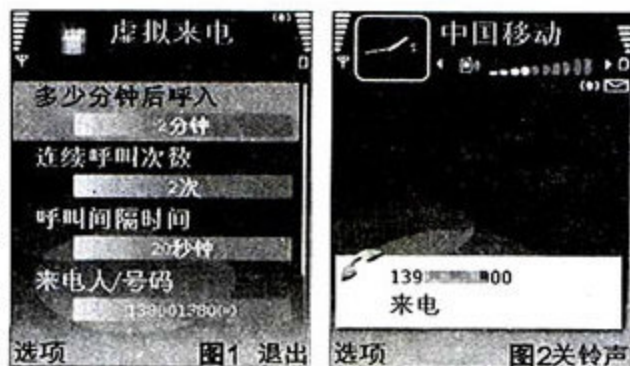 虚拟来电
多少分钟后呼入
2分钟
连续呼叫次数
2次
呼叫间隔时间
20秒钟
来电人/号码
选项 图1 退出
中国移动
139 00
来电
选项 图2关铃声